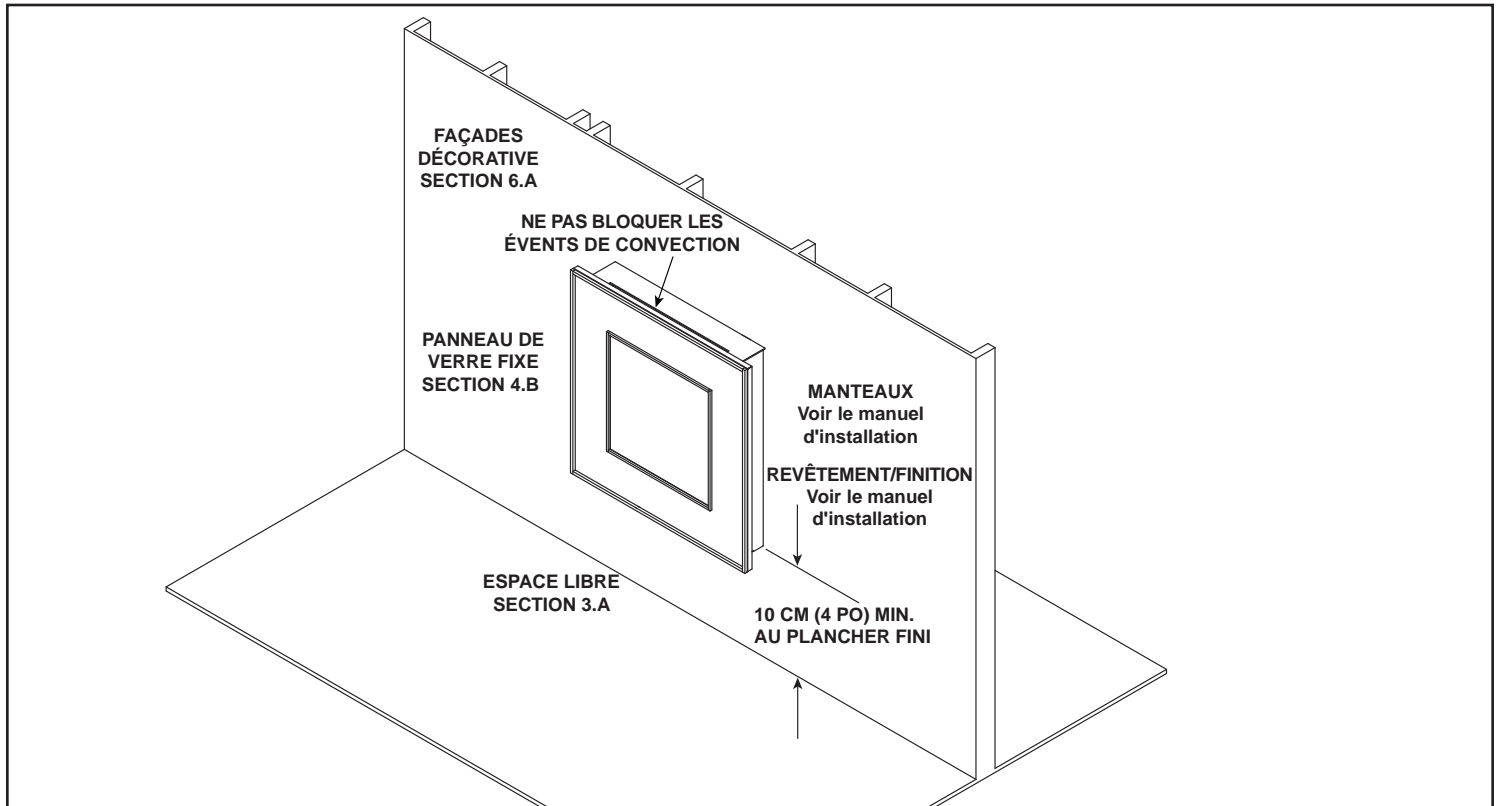 FAÇADES
DÉCORATIVE
SECTION 6.A
NE PAS BLOQUER LES
ÉVENTS DE CONVECTION
PANNEAU DE
VERRE FIXE
SECTION 4.B
MANTEAUX
Voir le manuel
d'installation
REVÊTEMENT/FINITION
Voir le manuel
d'installation
ESPACE LIBRE
SECTION 3.A
10 CM (4 PO) MIN.
AU PLANCHER FINI